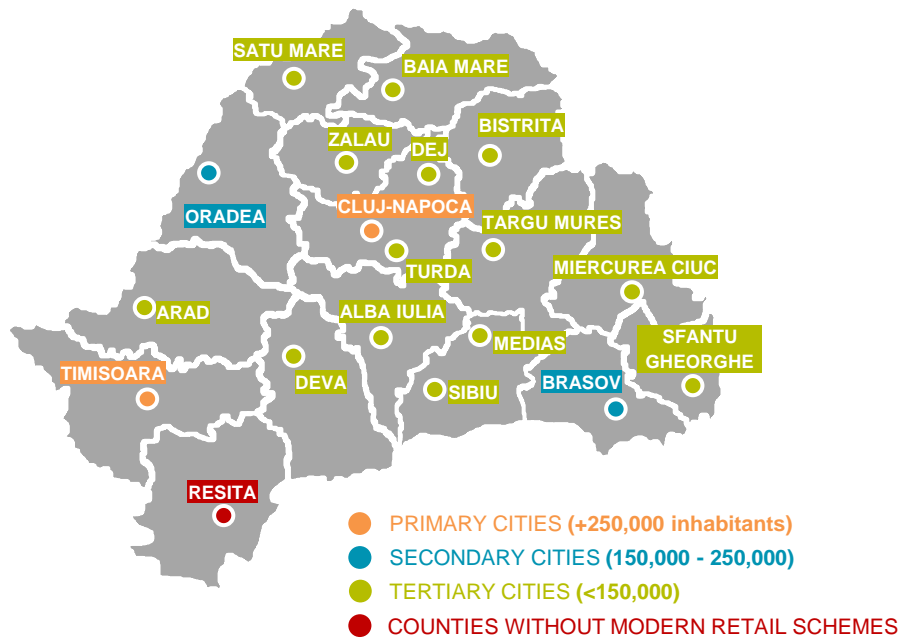 SATU MARE
BAIA MARE
BISTRITA
ZALAU
DEJ
ORADEA
CLUJ-NAPOCA
TARGU MURES
TURDA
MIERCUREA CIUC
ARAD
ALBA IULIA
MEDIAS
SFANTU
GHEORGHE
TIMISOARA
DEVA
SIBIU
BRASOV
RESITA
PRIMARY CITIES (+250,000 inhabitants)
SECONDARY CITIES (150,000 - 250,000)
TERTIARY CITIES (<150,000)
COUNTIES WITHOUT MODERN RETAIL SCHEMES